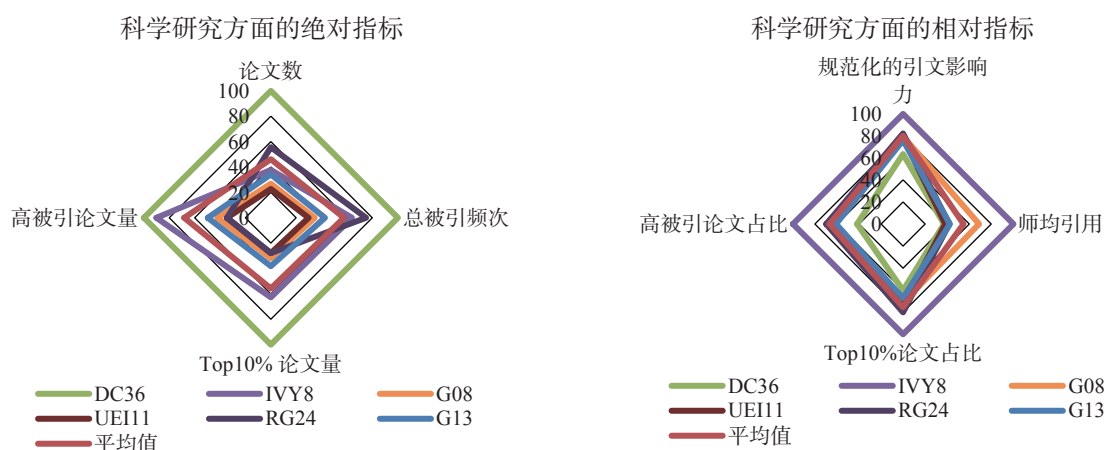 科学研究方面的绝对指标
论文数
100
80
60
40
20
0
高被引论文量
总被引频次
Top10% 论文量
DC36
IVY8
G08
UEI11
RG24
G13
平均值
科学研究方面的相对指标
规范化的引文影响
力
100
80
60
40
20
0
高被引论文占比
师均引用
Top10%论文占比
DC36
IVY8
G08
UEI11
RG24
G13
平均值